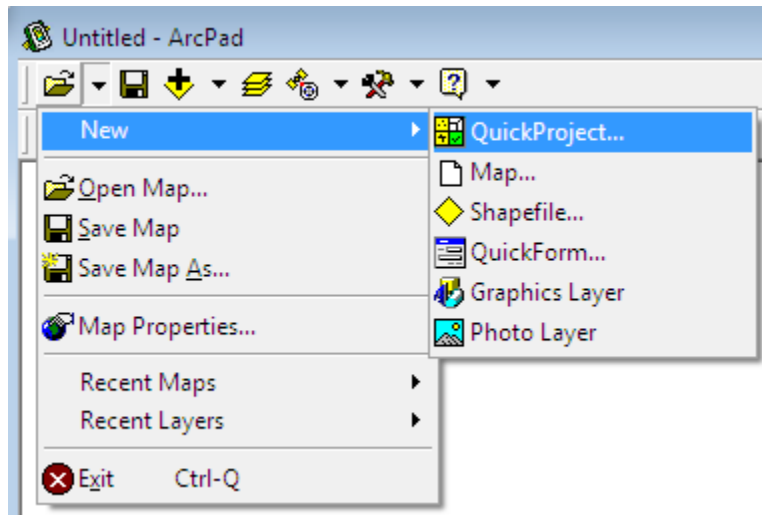 Untitled - ArcPad
New
QuickProject...
Map...
Open Map...
Shapefile...
Save Map
QuickForm...
Save Map As...
Graphics Layer
Map Properties...
Photo Layer
Recent Maps
Recent Layers
Exit Ctrl-Q